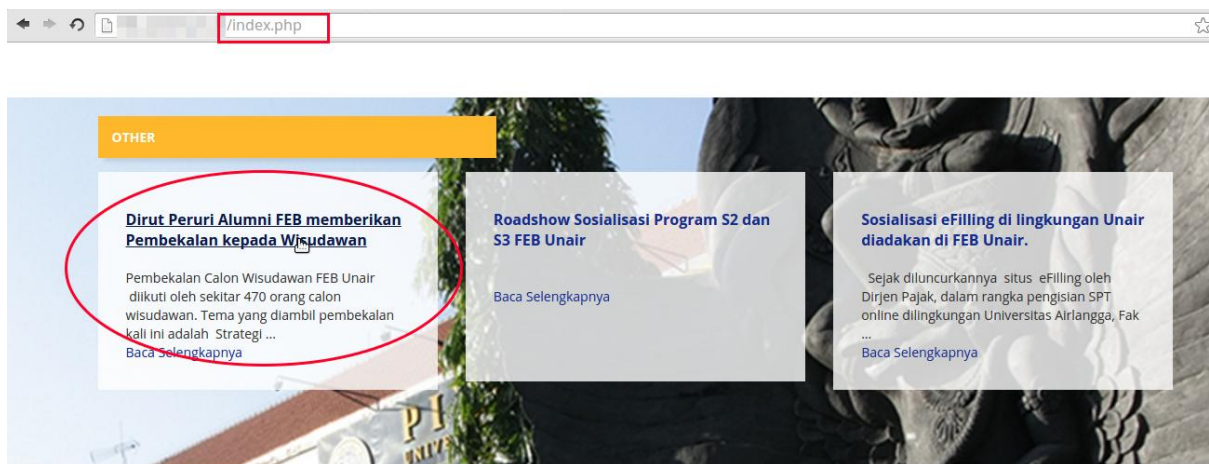 /index.php
OTHER
Dirut Peruri Alumni FEB memberikan
Pembekalan kepada Wisudawan
Pembekalan Calon Wisudawan FEB Unair
diikuti oleh sekitar 470 orang calon
wisudawan. Tema yang diambil pembekalan
kali ini adalah Strategi ...
Baca Selengkapnya
Roadshow Sosialisasi Program S2 dan
S3 FEB Unair
Baca Selengkapnya
Sosialisasi eFilling di lingkungan Unair
diadakan di FEB Unair.
Sejak diluncurkannya situs eFilling oleh
Dirjen Pajak, dalam rangka pengisian SPT
online dilingkungan Universitas Airlangga, Fak
...
Baca Selengkapnya